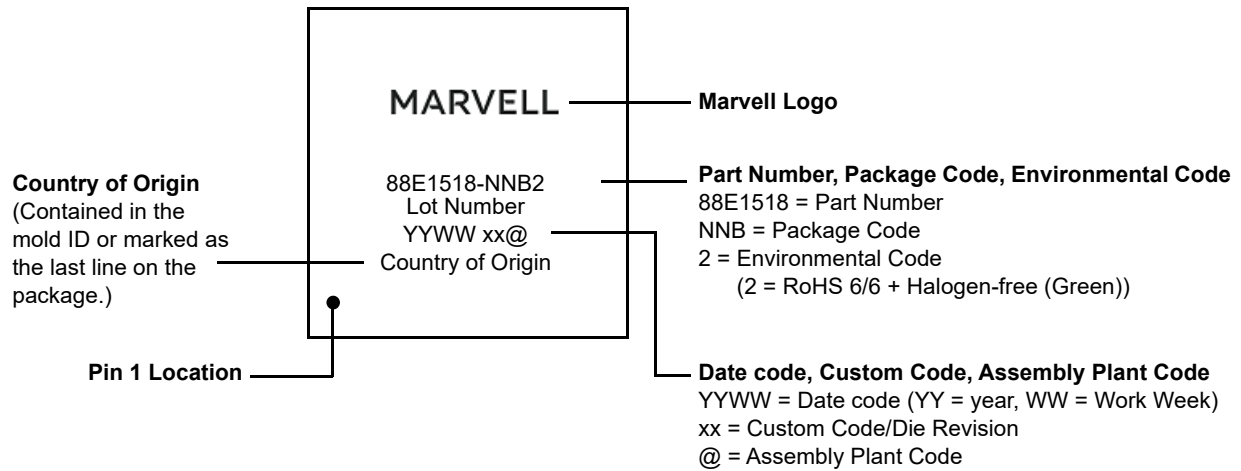 MARVELL
Marvell Logo
Country of Origin
(Contained in the
mold ID or marked as
the last line on the
package.)
88E1518-NNB2
Lot Number
YYWW xx@
Country of Origin
Part Number, Package Code, Environmental Code
88E1518 = Part Number
NNB = Package Code
2 = Environmental Code
(2 = RoHS 6/6 + Halogen-free (Green))
Pin 1 Location
Date code, Custom Code, Assembly Plant Code
YYWW = Date code (YY = year, WW = Work Week)
xx = Custom Code/Die Revision
@ = Assembly Plant Code